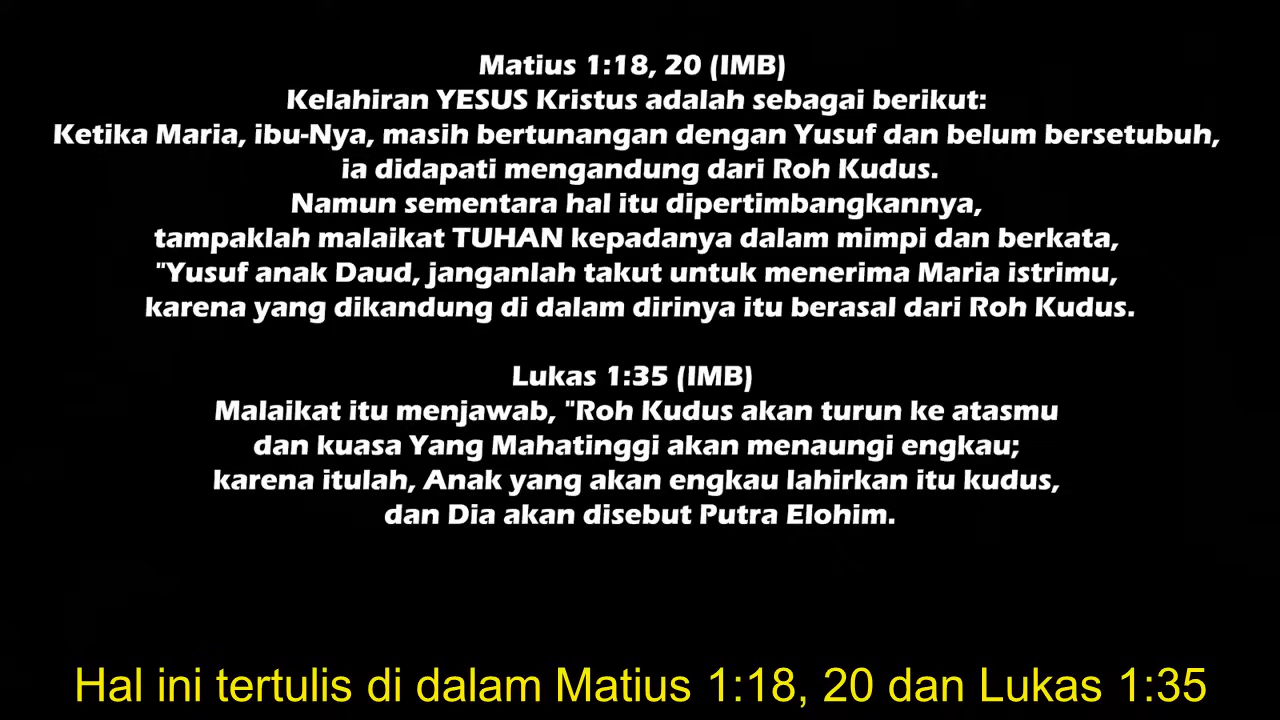 Matius 1:18, 20 (IMB)
Kelahiran YESUS Kristus adalah sebagai berikut:
Ketika Maria, ibu-Nya, masih bertunangan dengan Yusuf dan belum bersetubuh,
ia didapati mengandung dari Roh Kudus.
Namun sementara hal itu dipertimbangkannya,
tampaklah malaikat TUHAN kepadanya dalam mimpi dan berkata,
"Yusuf anak Daud, janganlah takut untuk menerima Maria istrimu,
karena yang dikandung di dalam dirinya itu berasal dari Roh Kudus.
Lukas 1:35 (IMB)
Malaikat itu menjawab, "Roh Kudus akan turun ke atasmu
dan kuasa Yang Mahatinggi akan menaungi engkau;
karena itulah, Anak yang akan engkau lahirkan itu kudus,
dan Dia akan disebut Putra Elohim.
Hal ini tertulis di dalam Matius 1:18, 20 dan Lukas 1:35